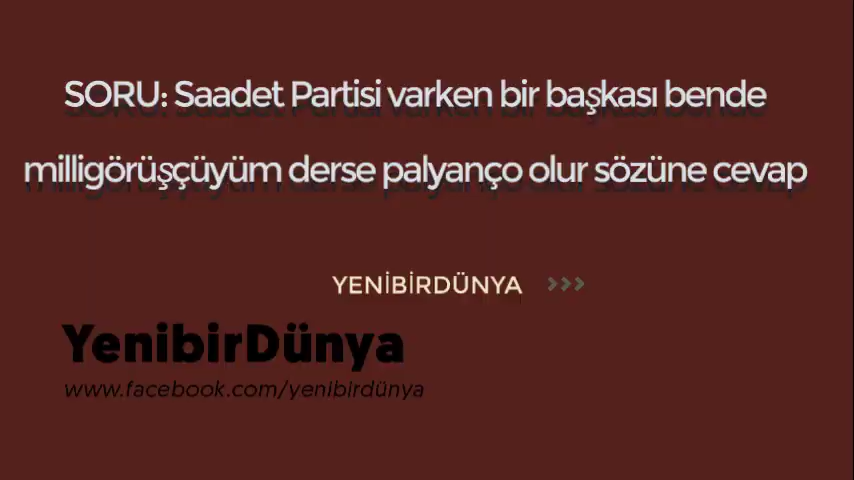 SORU: Saadet Partisi varken bir başkası bende
milligörüşçüyüm derse palyanço olur sözüne cevap
YENİBİRDÜNYA >>>
YenibirDünya
www.facebook.com/yenibirdünya